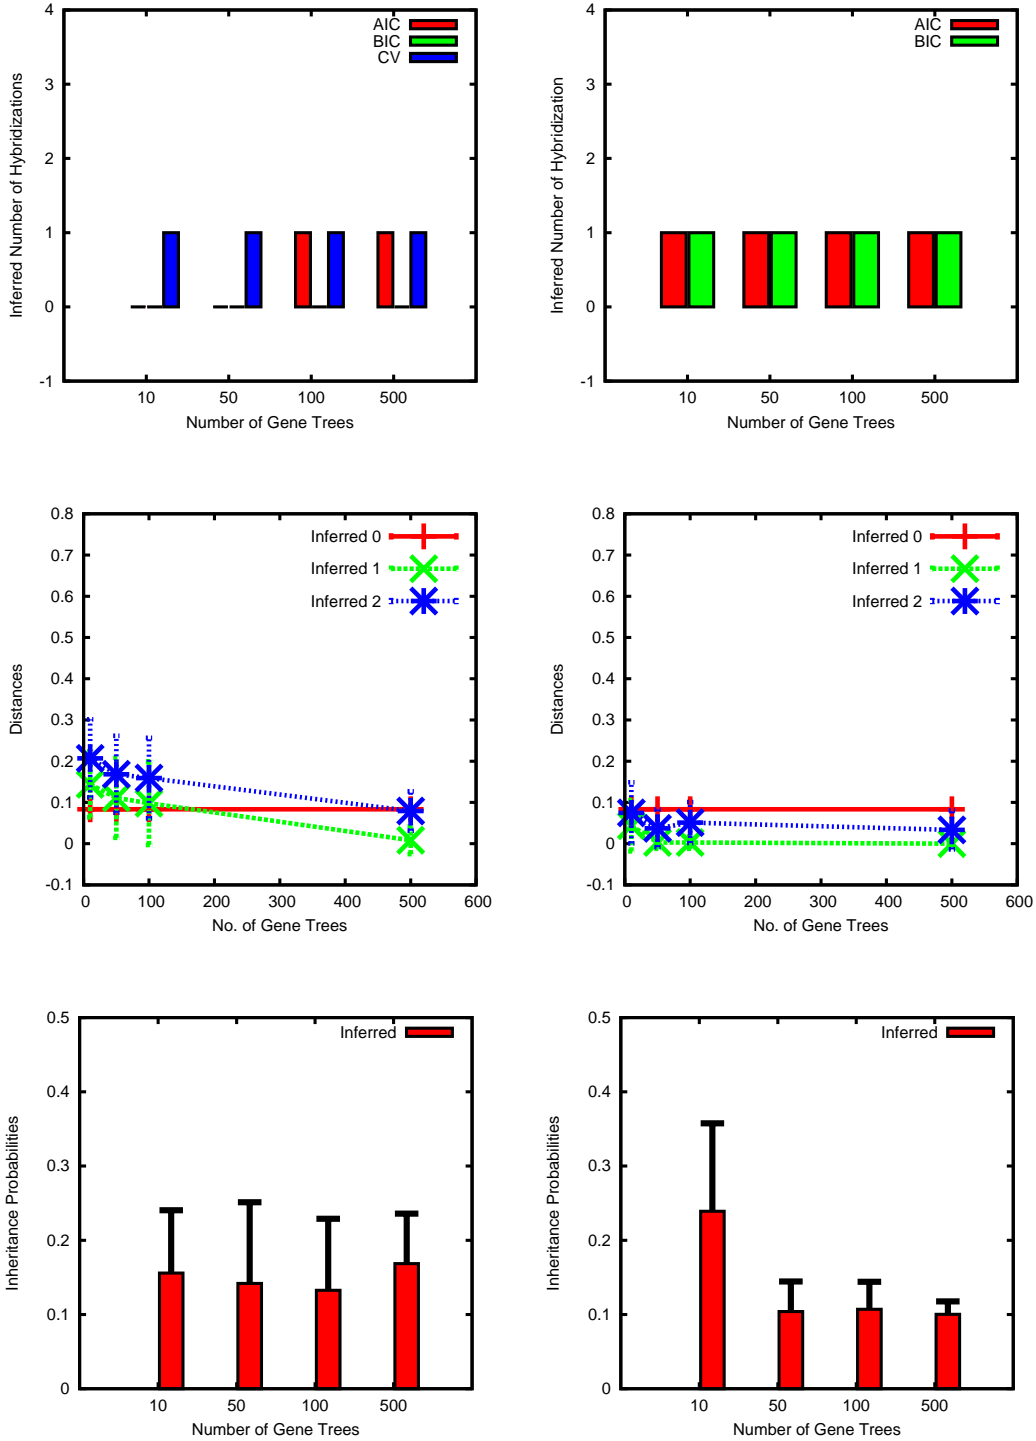 4
3
2
1
0
-1
Inferred Number of Hybridizations
AIC
BIC
CV
10 50 100 500
Number of Gene Trees
4
3
2
1
0
-1
Inferred Number of Hybridization
AIC
BIC
10 50 100 500
Number of Gene Trees
0.8
0.7
0.6
0.5
0.4
0.3
0.2
0.1
0
-0.1
Distances
Inferred 0
Inferred 1
Inferred 2
0 100 200 300 400 500 600
No. of Gene Trees
0.8
0.7
0.6
0.5
0.4
0.3
0.2
0.1
0
-0.1
Distances
Inferred 0
Inferred 1
Inferred 2
0 100 200 300 400 500 600
No. of Gene Trees
0.5
0.4
0.3
0.2
0.1
0
Inheritance Probabilities
Inferred
10 50 100 500
Number of Gene Trees
0.5
0.4
0.3
0.2
0.1
0
Inheritance Probabilities
Inferred
10 50 100 500
Number of Gene Trees